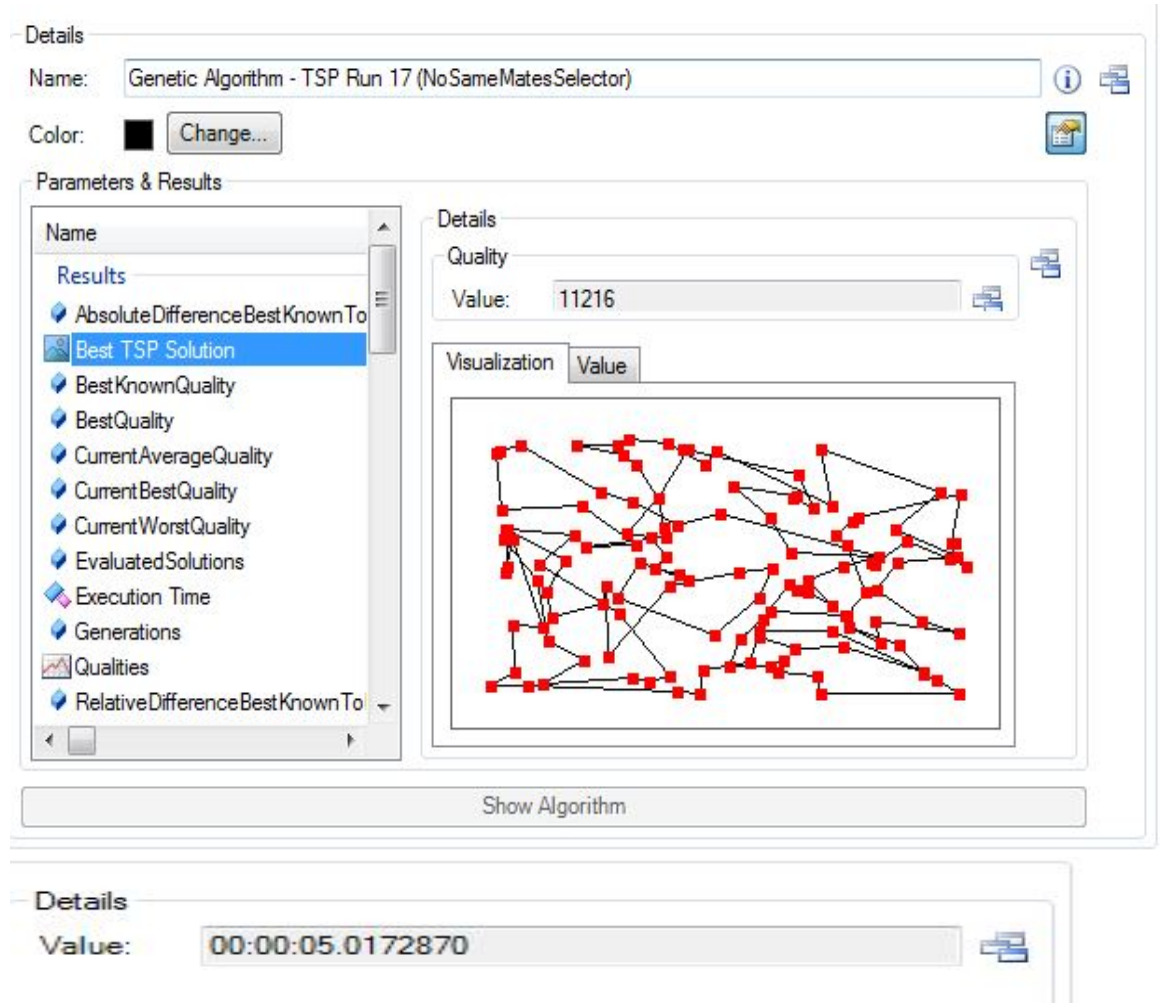 Details
Name: Genetic Algorithm - TSP Run 17 (NoSameMatesSelector)
Color: Change...
Parameters & Results
Name
Results
AbsoluteDifferenceBestKnownTo
Best TSP Solution
BestKnownQuality
BestQuality
CurrentAverageQuality
CurrentBestQuality
CurrentWorstQuality
EvaluatedSolutions
Execution Time
Generations
Qualities
RelativeDifferenceBestKnownTo
Details
Quality
Value: 11216
Visualization Value
Show Algorithm
Details
Value: 00:00:05.0172870